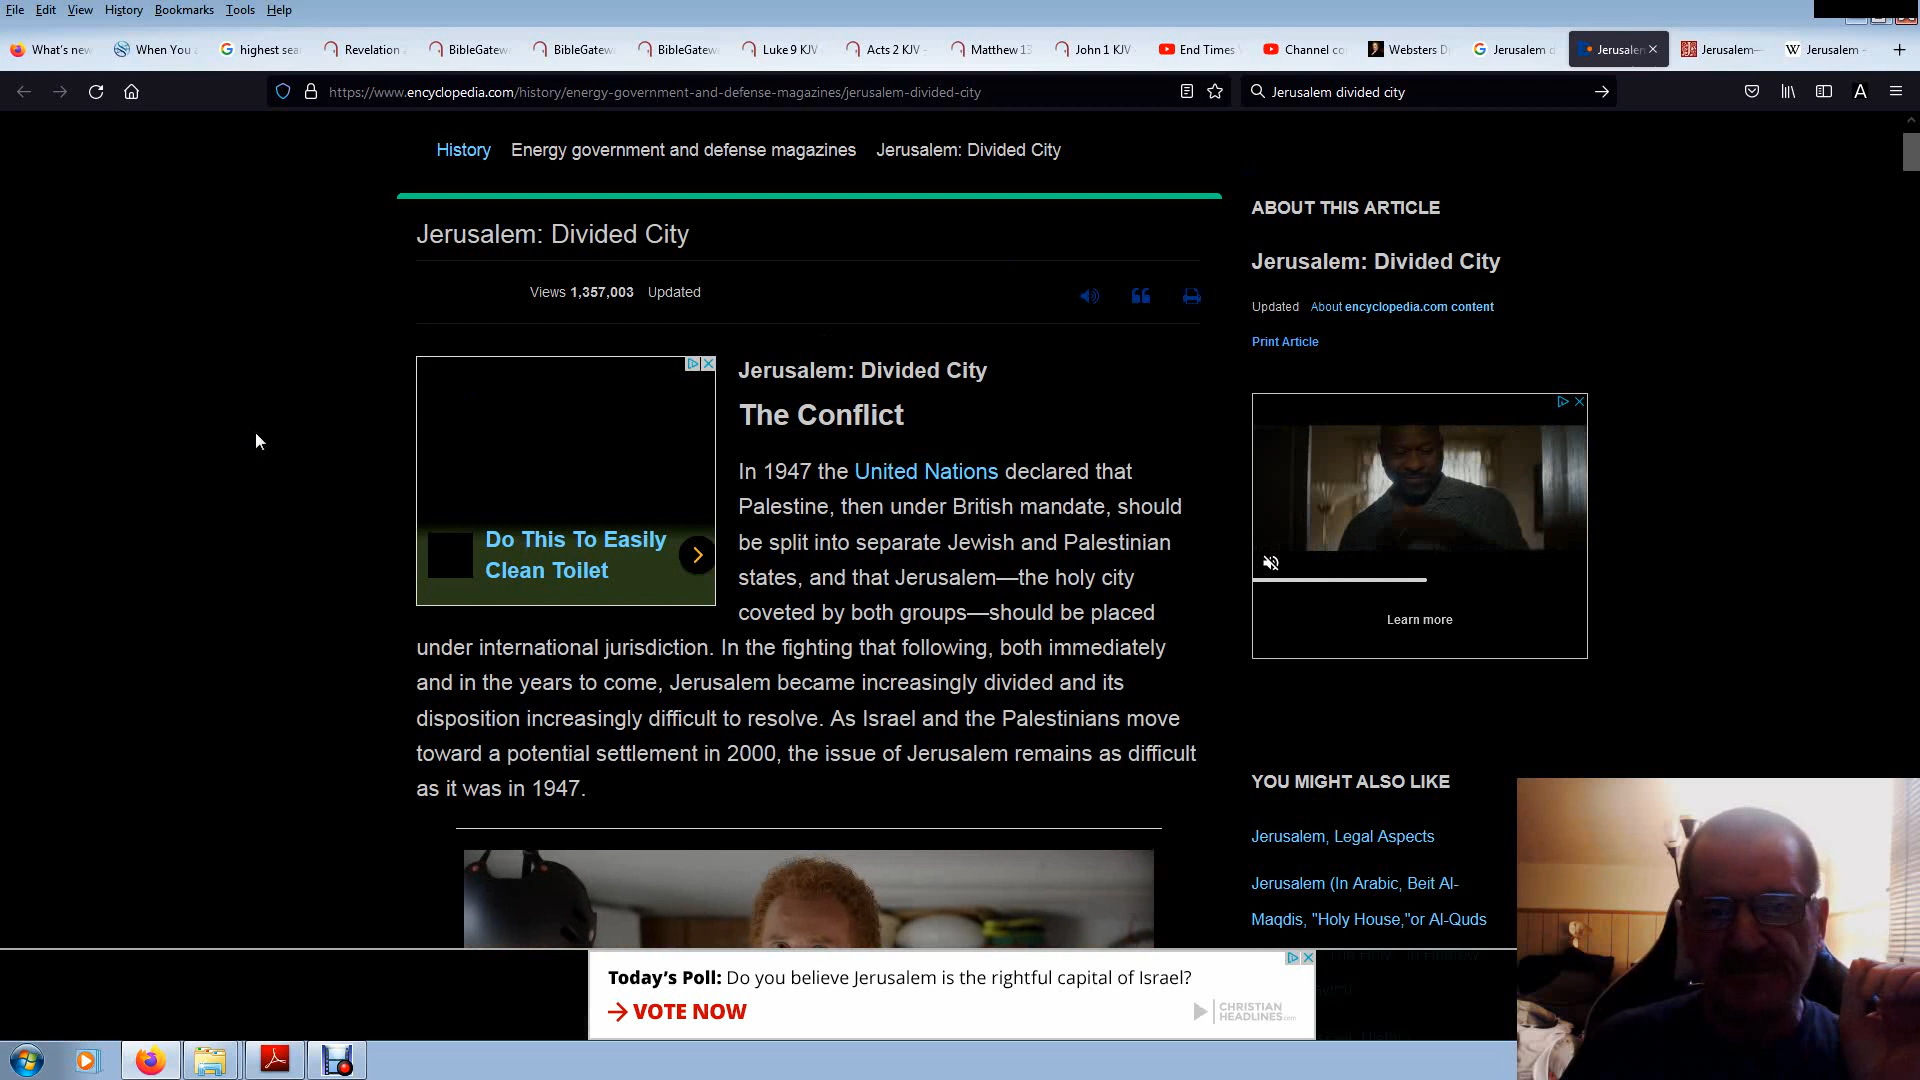 File Edit View History Bookmarks Tools Help
What's new When You a highest sear Revelation BibleGatew BibleGatew BibleGatew Luke 9 KJV Acts 2 KJV - Matthew 13 John 1 KJV End Times Channel co Websters D Jerusalem d Jerusalem Jerusalem— Jerusalem -
https://www.encyclopedia.com/history/energy-government-and-defense-magazines/jerusalem-divided-city
Jerusalem divided city
History Energy government and defense magazines Jerusalem: Divided City
Jerusalem: Divided City
Views 1,357,003 Updated
Jerusalem: Divided City
The Conflict
In 1947 the United Nations declared that
Palestine, then under British mandate, should
be split into separate Jewish and Palestinian
states, and that Jerusalem—the holy city
coveted by both groups—should be placed
under international jurisdiction. In the fighting that following, both immediately
and in the years to come, Jerusalem became increasingly divided and its
disposition increasingly difficult to resolve. As Israel and the Palestinians move
toward a potential settlement in 2000, the issue of Jerusalem remains as difficult
as it was in 1947.
Do This To Easily
Clean Toilet
ABOUT THIS ARTICLE
Jerusalem: Divided City
Updated About encyclopedia.com content
Print Article
Learn more
YOU MIGHT ALSO LIKE
Jerusalem, Legal Aspects
Jerusalem (In Arabic, Beit Al-
Maqdis, "Holy House,"or Al-Quds
Today's Poll: Do you believe Jerusalem is the rightful capital of Israel?
VOTE NOW
CHRISTIAN
HEADLINES.com